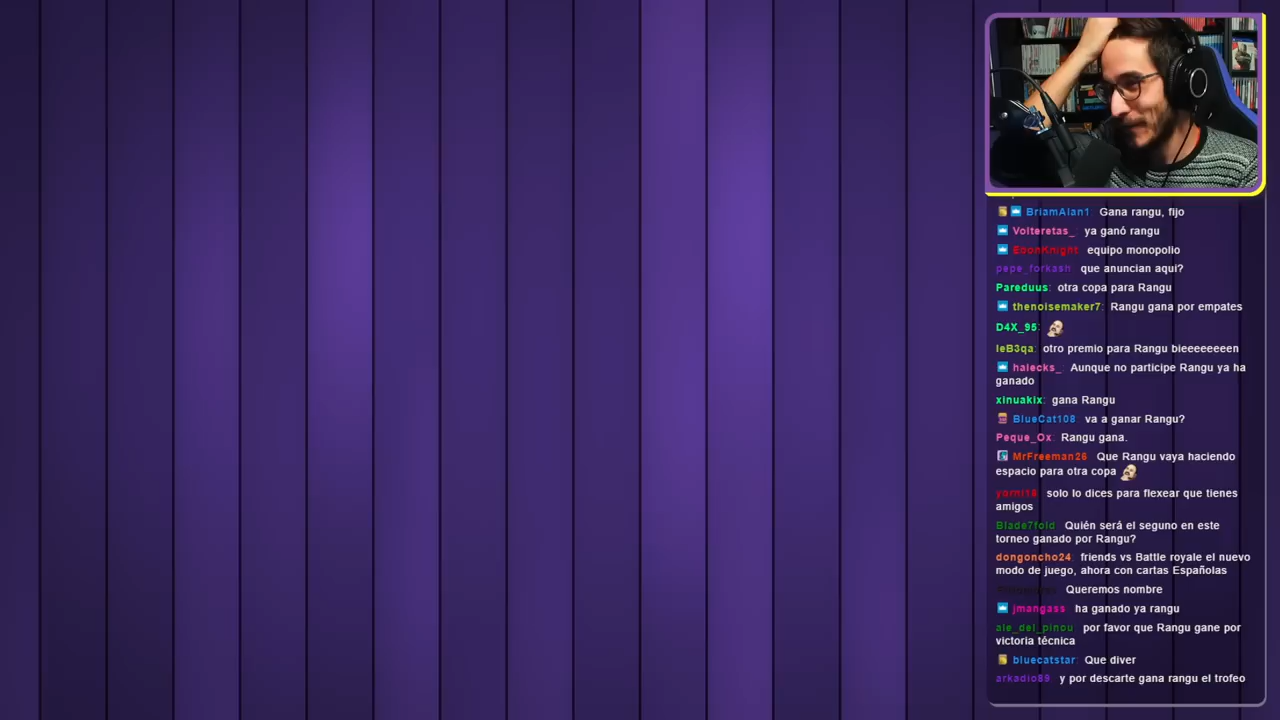 BriamAlan1: Gana rangu, fijo
Volteretas_: ya ganó rangu
EbonKnight: equipo monopolio
pepe_forkash: que anuncian aqui?
Pareduus: otra copa para Rangu
thenoisemaker7: Rangu gana por empates
D4X_95:
leB3qa: otro premio para Rangu bieeeeeeeen
halecks_: Aunque no participe Rangu ya ha
ganado
xinuakix: gana Rangu
BlueCat108: va a ganar Rangu?
Peque_Ox: Rangu gana.
MrFreeman26: Que Rangu vaya haciendo
espacio para otra copa
yarni18: solo lo dices para flexear que tienes
amigos
Blade7fold: Quién será el seguno en este
torneo ganado por Rangu?
dongoncho24: friends vs Battle royale el nuevo
modo de juego, ahora con cartas Españolas
Queremos nombre
jmangass: ha ganado ya rangu
ale_del_pinou: por favor que Rangu gane por
victoria técnica
bluecatstar: Que diver
arkadio89: y por descarte gana rangu el trofeo